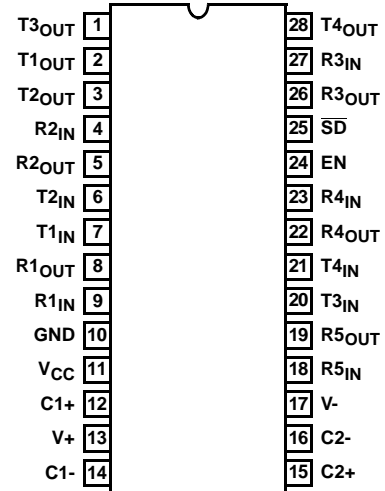 T3OUT 1 28 T4OUT
T1OUT 2 27 R3IN
T2OUT 3 26 R3OUT
R2IN 4 25 S̅D̅
R2OUT 5 24 EN
T2IN 6 23 R4IN
T1IN 7 22 R4OUT
R1OUT 8 21 T4IN
R1IN 9 20 T3IN
GND 10 19 R5OUT
VCC 11 18 R5IN
C1+ 12 17 V-
V+ 13 16 C2-
C1- 14 15 C2+